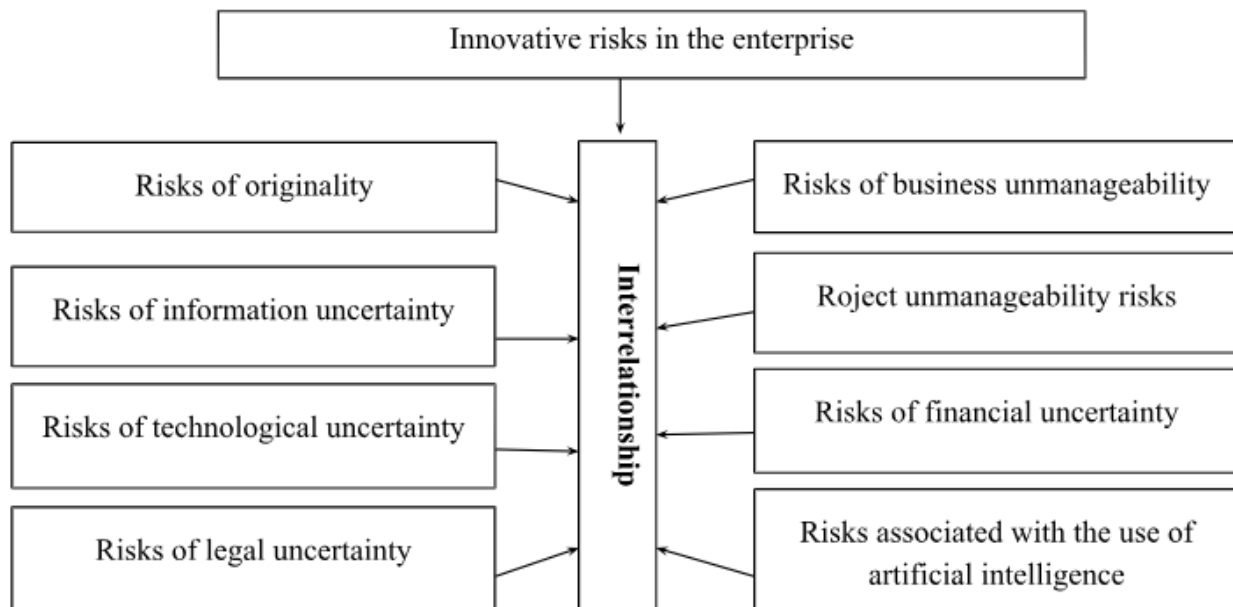 Innovative risks in the enterprise
Risks of originality
Risks of information uncertainty
Risks of technological uncertainty
Risks of legal uncertainty
Interrelationship
Risks of business unmanageability
Roject unmanageability risks
Risks of financial uncertainty
Risks associated with the use of
artificial intelligence